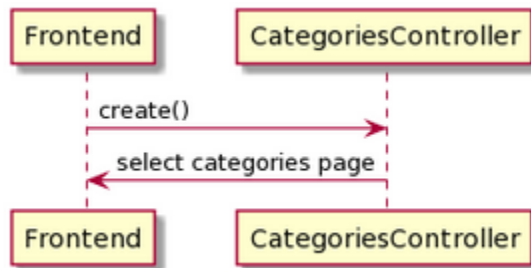 Frontend
CategoriesController
create()
select categories page
Frontend
CategoriesController